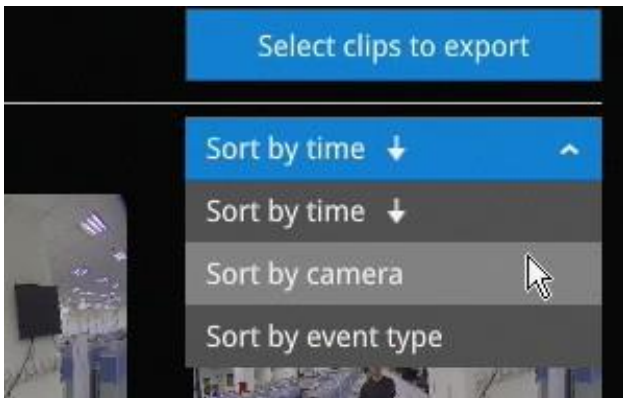 Select clips to export
Sort by time ↓
Sort by time ↓
Sort by camera
Sort by event type